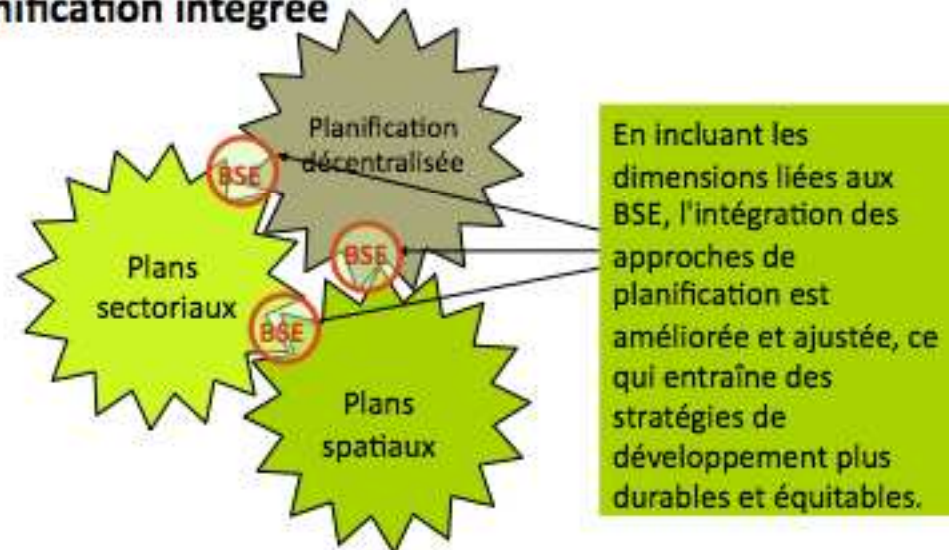 nification intégrée
Planification
décentralisée
BSE
BSE
Plans
sectoriaux
BSE
Plans
spatiaux
En incluant les
dimensions liées aux
BSE, l'intégration des
approches de
planification est
améliorée et ajustée, ce
qui entraîne des
stratégies de
développement plus
durables et équitables.